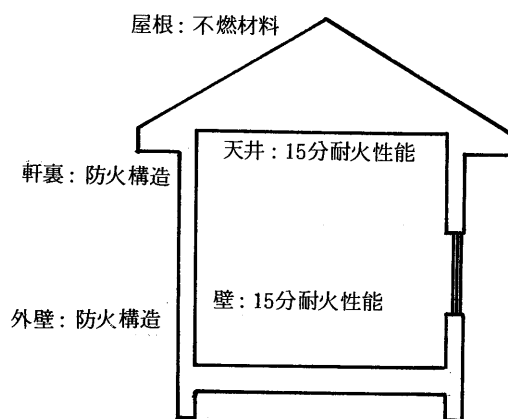 屋根：不燃材料
天井：15分耐火性能
軒裏：防火構造
壁：15分耐火性能
外壁：防火構造